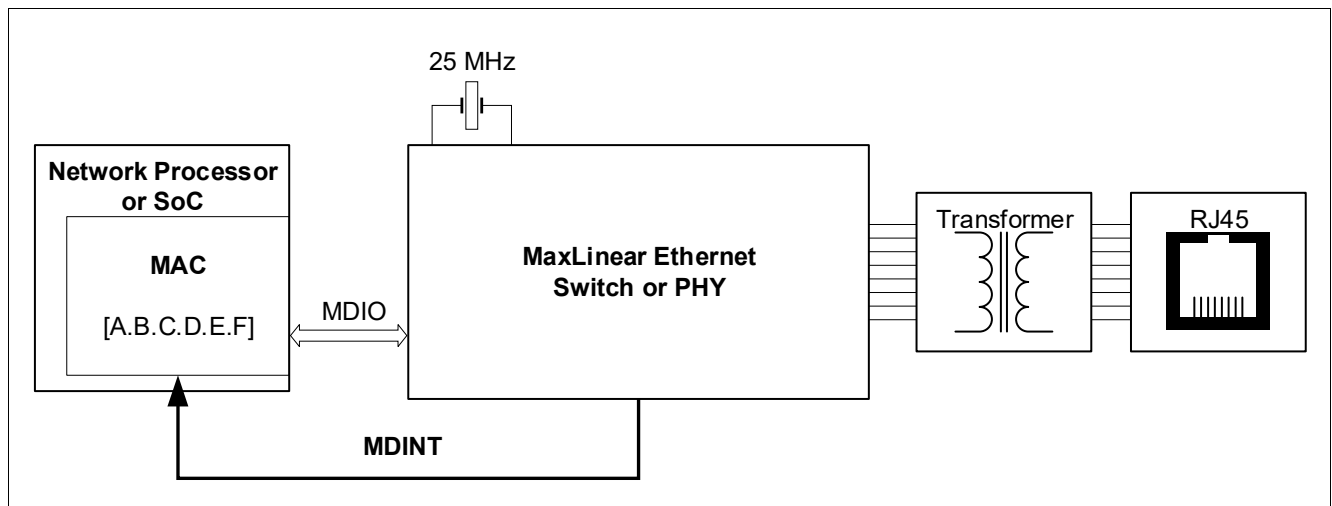 25 MHz
Network Processor
or SoC
MAC
[A.B.C.D.E.F]
MDIO
MaxLinear Ethernet
Switch or PHY
Transformer
RJ45
MDINT